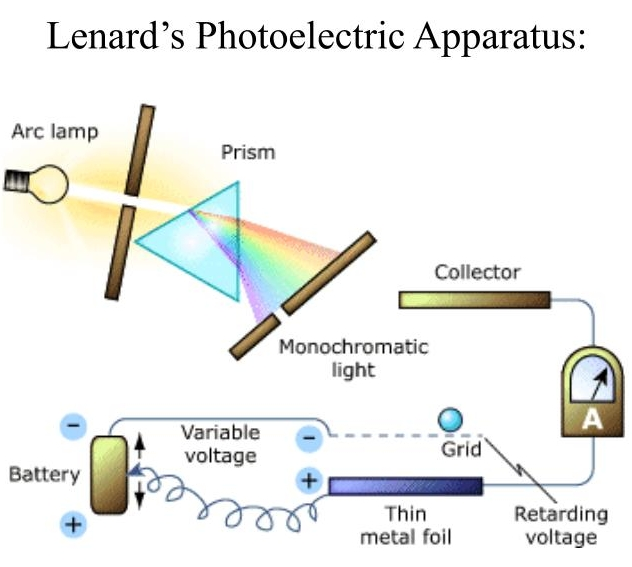 Lenard's Photoelectric Apparatus:
Arc lamp
Prism
Collector
Monochromatic
light
A
−
Variable
voltage
−
Grid
Battery
+
+
Thin
metal foil
Retarding
voltage